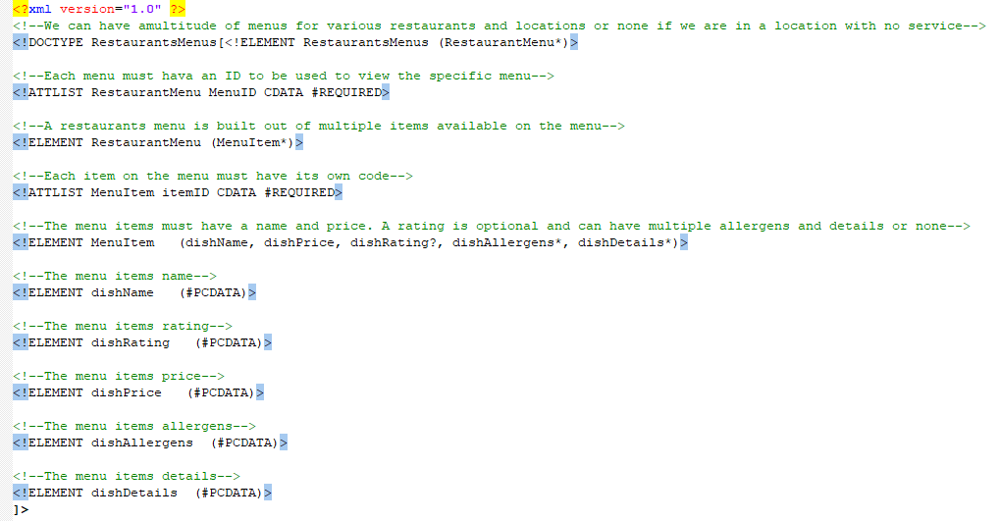 <?xml version="1.0" ?>
<!--We can have amultitude of menus for various restaurants and locations or none if we are in a location with no service-->
<!DOCTYPE RestaurantsMenus[<!ELEMENT RestaurantsMenus (RestaurantMenu*)>
<!--Each menu must hava an ID to be used to view the specific menu-->
<!ATTLIST RestaurantMenu MenuID CDATA #REQUIRED>
<!--A restaurants menu is built out of multiple items available on the menu-->
<!ELEMENT RestaurantMenu (MenuItem*)>
<!--Each item on the menu must have its own code-->
<!ATTLIST MenuItem itemID CDATA #REQUIRED>
<!--The menu items must have a name and price. A rating is optional and can have multiple allergens and details or none-->
<!ELEMENT MenuItem   (dishName, dishPrice, dishRating?, dishAllergens*, dishDetails*)>
<!--The menu items name-->
<!ELEMENT dishName   (#PCDATA)>
<!--The menu items rating-->
<!ELEMENT dishRating   (#PCDATA)>
<!--The menu items price-->
<!ELEMENT dishPrice   (#PCDATA)>
<!--The menu items allergens-->
<!ELEMENT dishAllergens  (#PCDATA)>
<!--The menu items details-->
<!ELEMENT dishDetails  (#PCDATA)>
]>